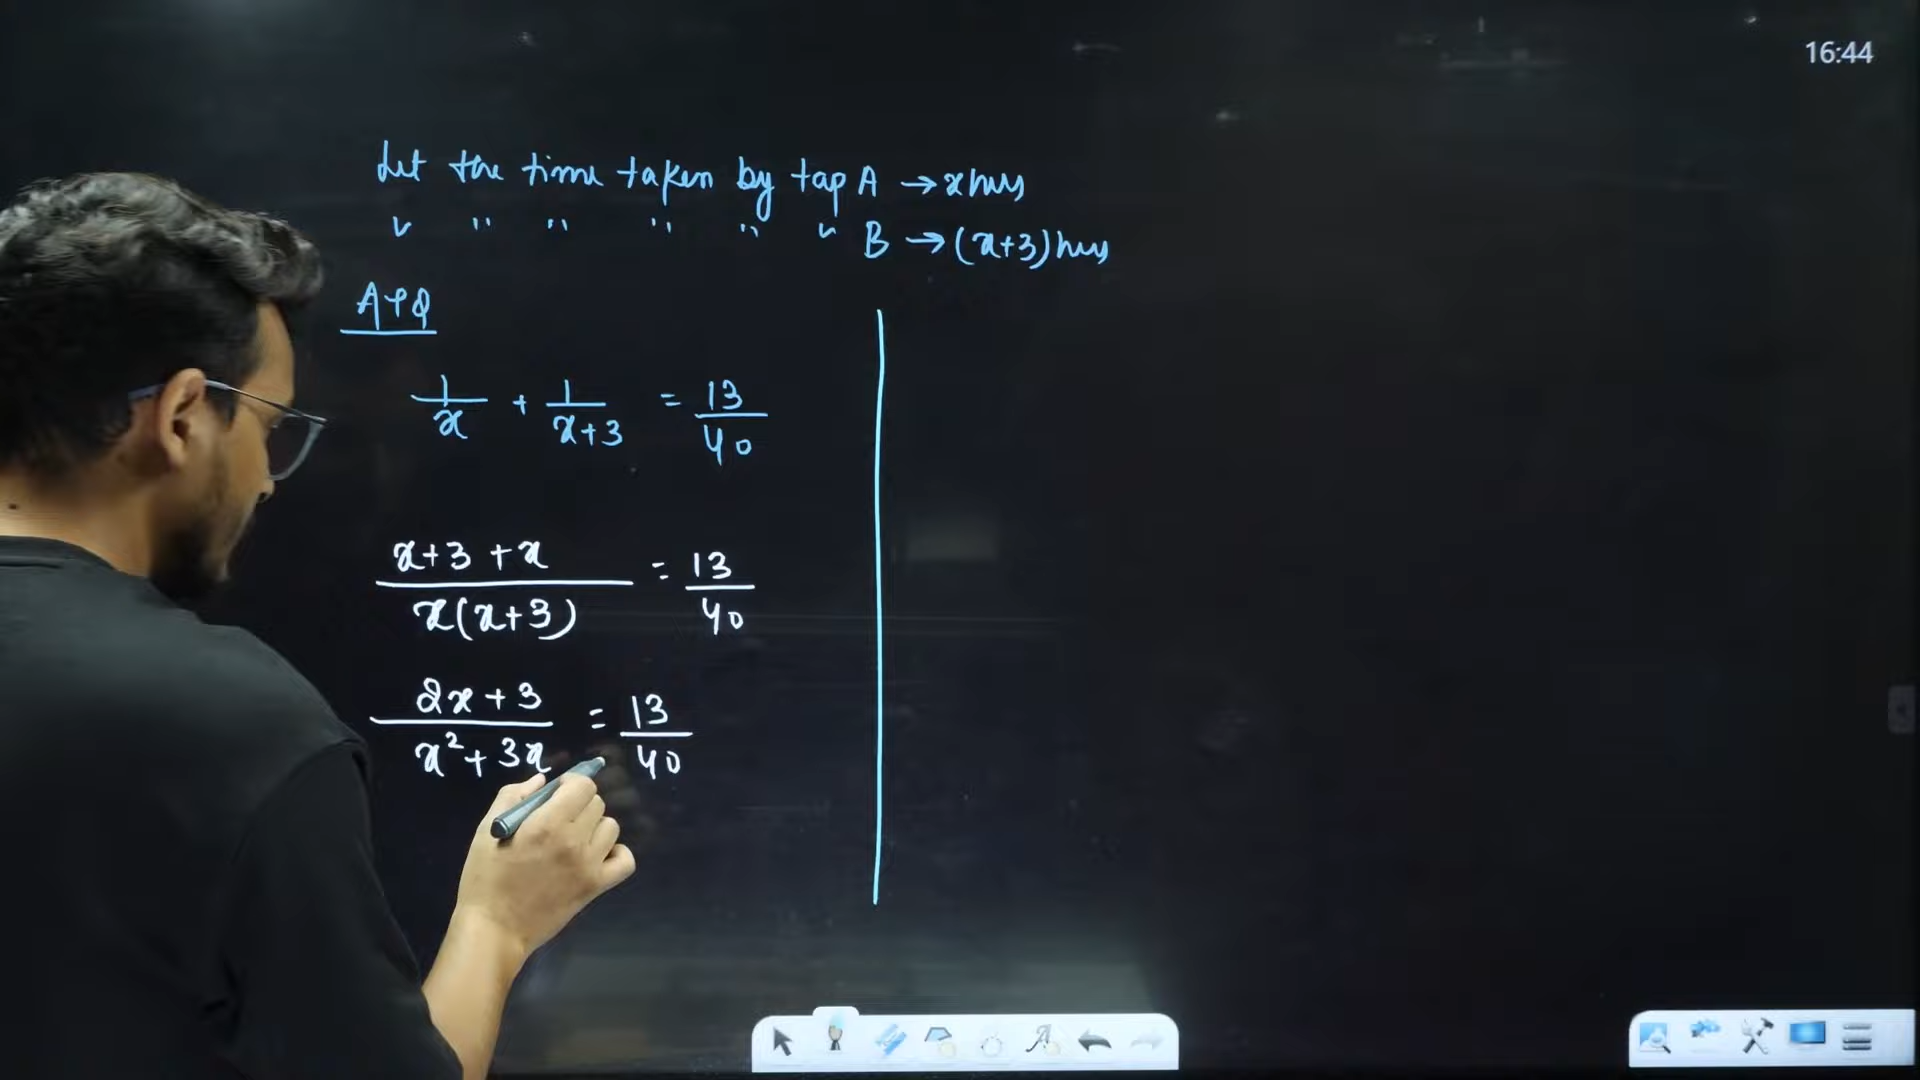 16:44
Let the time taken by tap A → x hrs
" " " " " " B → (x+3) hrs
ATQ
1/x + 1/x+3 = 13/40
x+3+x / x(x+3) = 13/40
2x+3 / x²+3x = 13/40